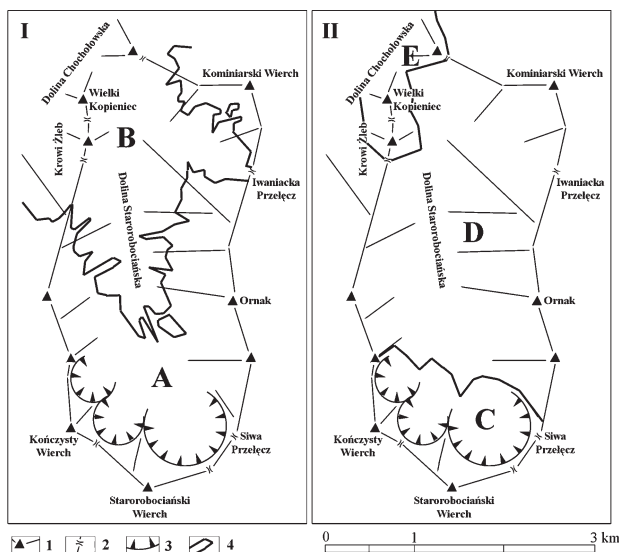 I
Dolina Chochołowska
Kominiarski Wierch
Wielki
Kopieniec
Krowi Żleb
B
Dolina Starorobociańska
Iwaniacka
Przełęcz
Ornak
A
Kończysty
Wierch
Siwa
Przełęcz
Starorobociański
Wierch
II
E
Dolina Chochołowska
Kominiarski Wierch
Wielki
Kopieniec
Krowi Żleb
Dolina Starorobociańska
Iwaniacka
Przełęcz
D
Ornak
C
Kończysty
Wierch
Siwa
Przełęcz
Starorobociański
Wierch
1 2 3 4
0 1 3 km